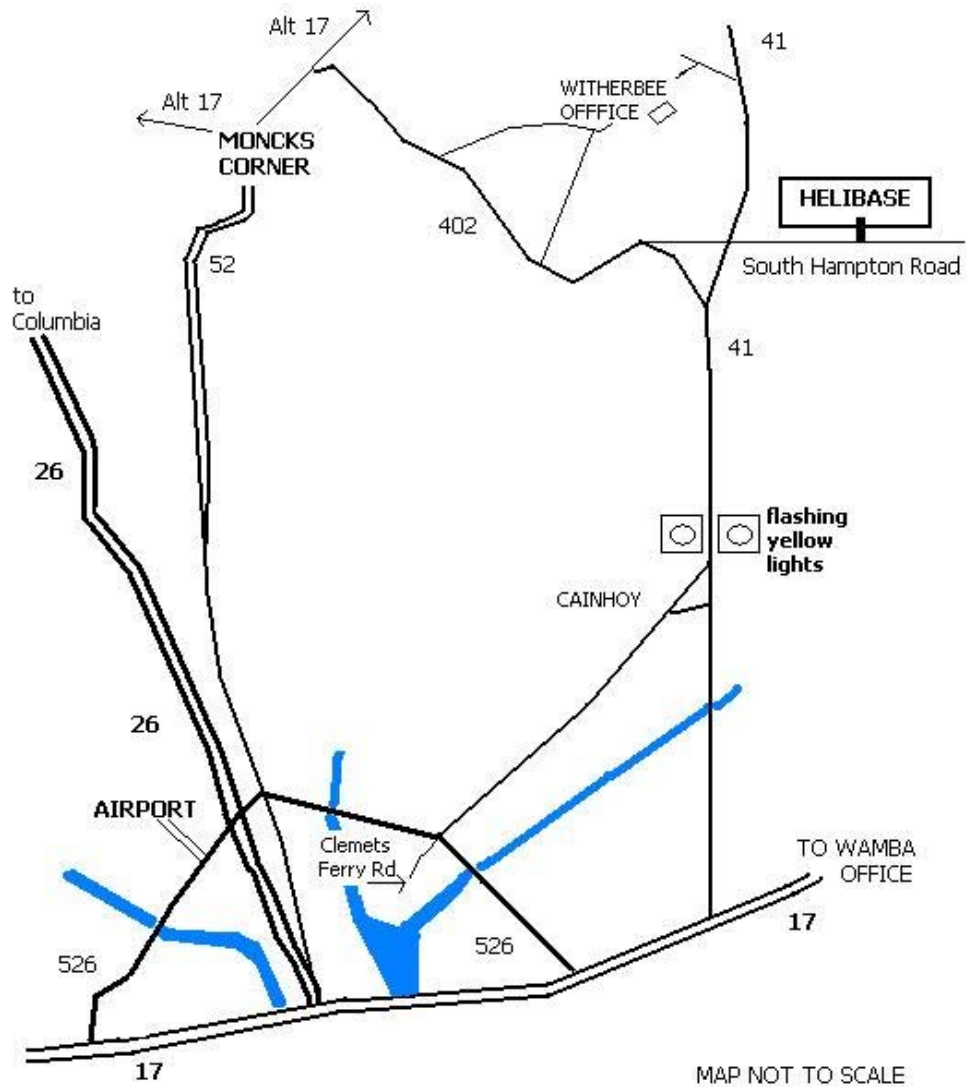 Alt 17
41
Alt 17
WITHERBEE
OFFFICE
MONCKS
CORNER
HELIBASE
402
52
South Hampton Road
to
Columbia
41
26
flashing
yellow
lights
CAINHOY
26
AIRPORT
Clemets
Ferry Rd
TO WAMBA
OFFICE
17
526
526
17
MAP NOT TO SCALE